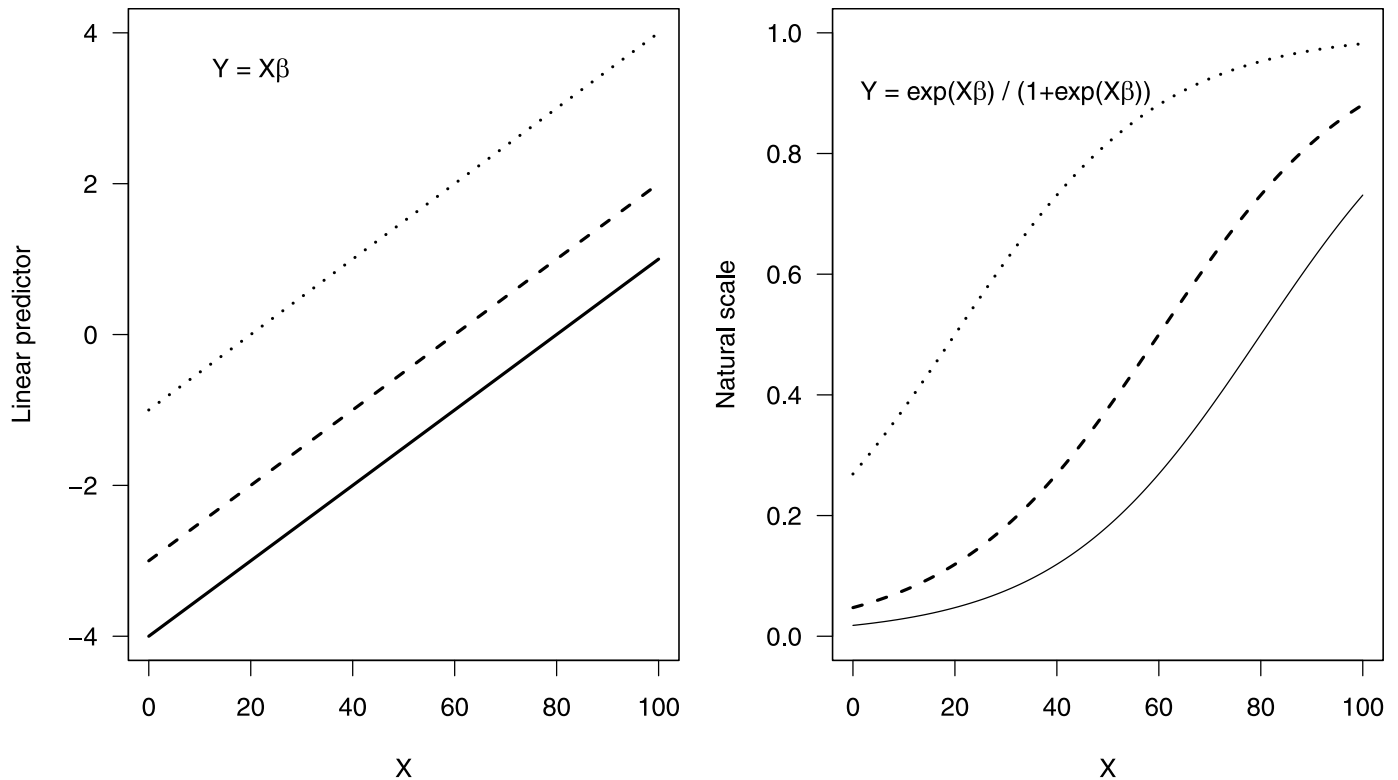 Y = Xβ
Linear predictor
4
2
0
−2
−4
0 20 40 60 80 100
X
Y = exp(Xβ) / (1+exp(Xβ))
Natural scale
1.0
0.8
0.6
0.4
0.2
0.0
0 20 40 60 80 100
X